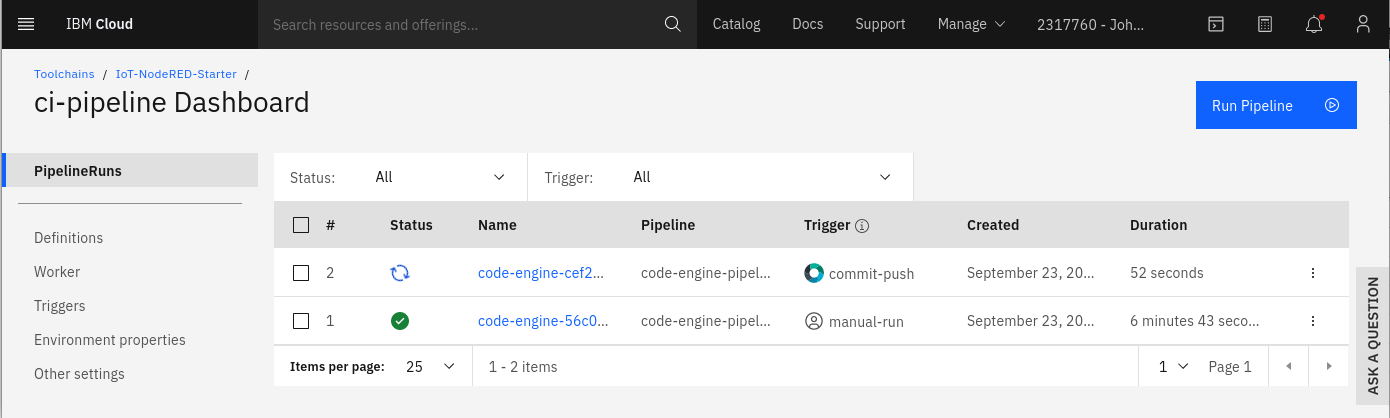 IBM Cloud Search resources and offerings... Catalog Docs Support Manage 2317760 - Joh...
Toolchains / IoT-NodeRED-Starter /
ci-pipeline Dashboard
Run Pipeline
PipelineRuns
Definitions
Worker
Triggers
Environment properties
Other settings
Status: All Trigger: All
# Status Name Pipeline Trigger Created Duration
2 code-engine-cef2... code-engine-pipel... commit-push September 23, 20... 52 seconds
1 code-engine-56c0... code-engine-pipel... manual-run September 23, 20... 6 minutes 43 seco...
Items per page: 25 1 - 2 items 1 Page 1
ASK A QUESTION